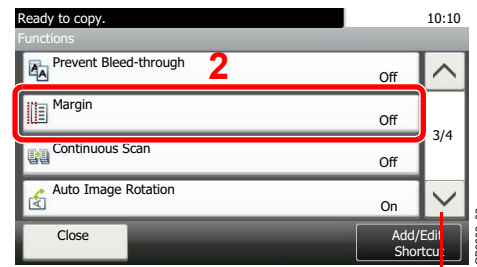 Ready to copy. 10:10
Functions
Prevent Bleed-through 2 Off
Margin Off
3/4
Continuous Scan Off
Auto Image Rotation On
Close Add/Edit
Shortcut